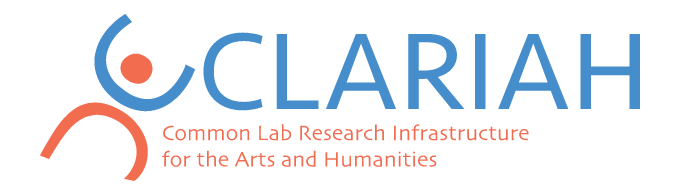 CLARIAH
Common Lab Research Infrastructure
for the Arts and Humanities